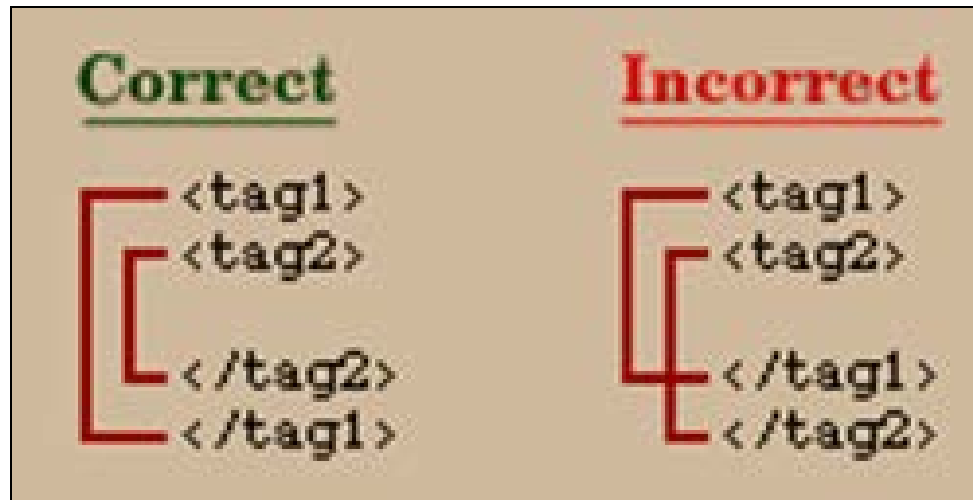 Correct
<tag1>
<tag2>
</tag2>
</tag1>
Incorrect
<tag1>
<tag2>
</tag1>
</tag2>